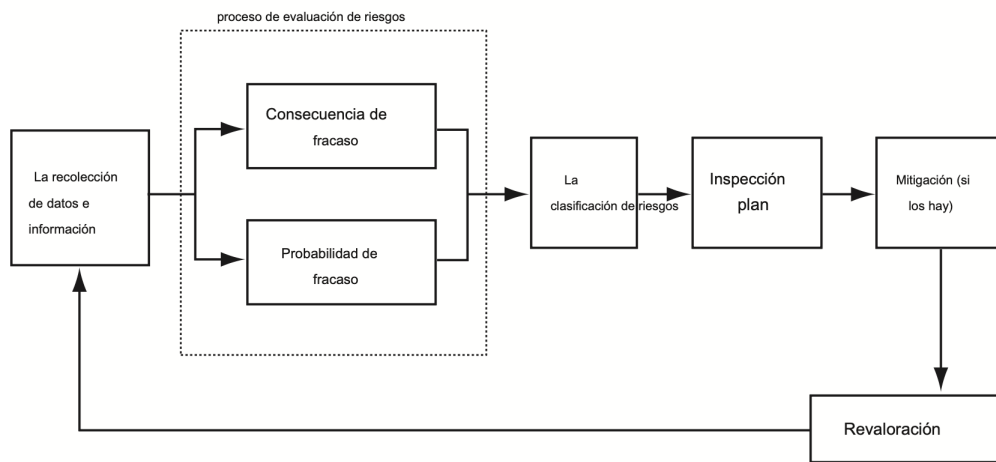 proceso de evaluación de riesgos
Consecuencia de
fracaso
La recolección
de datos e
información
Probabilidad de
fracaso
La
clasificación de riesgos
Inspección
plan
Mitigación (si
los hay)
Revaloración